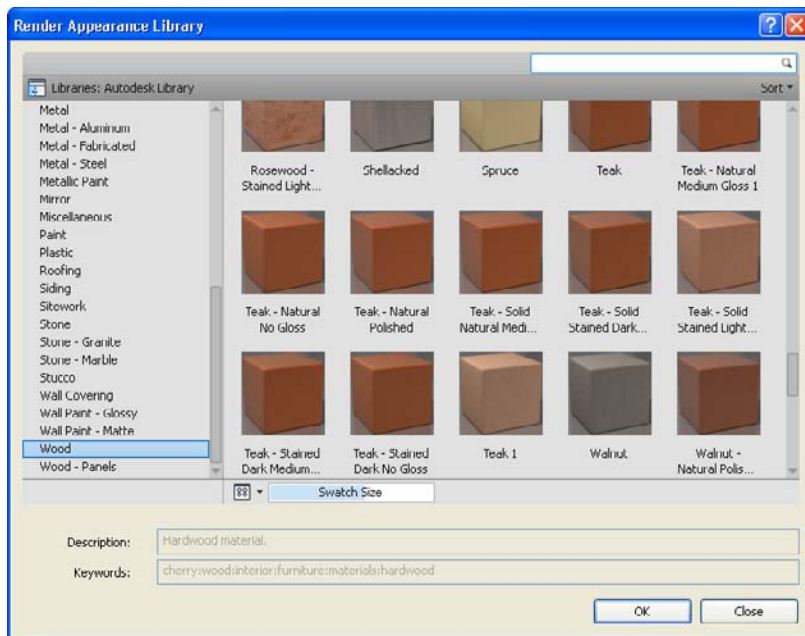 Render Appearance Library
Libraries: Autodesk Library
Sort
Metal
Metal - Aluminum
Metal - Fabricated
Metal - Steel
Metallic Paint
Mirror
Miscellaneous
Paint
Plastic
Roofing
Siding
Sitework
Stone
Stone - Granite
Stone - Marble
Stucco
Wall Covering
Wall Paint - Glossy
Wall Paint - Matte
Wood
Wood - Panels
Rosewood -
Stained Light...
Shellacked
Spruce
Teak
Teak - Natural
Medium Gloss 1
Teak - Natural
No Gloss
Teak - Natural
Polished
Teak - Solid
Natural Medi...
Teak - Solid
Stained Dark...
Teak - Solid
Stained Light...
Teak - Stained
Dark Medium...
Teak - Stained
Dark No Gloss
Teak 1
Walnut
Walnut -
Natural Polis...
Swatch Size
Description:
Hardwood material.
Keywords:
cherry:wood:interior:furniture:materials:hardwood
OK
Close